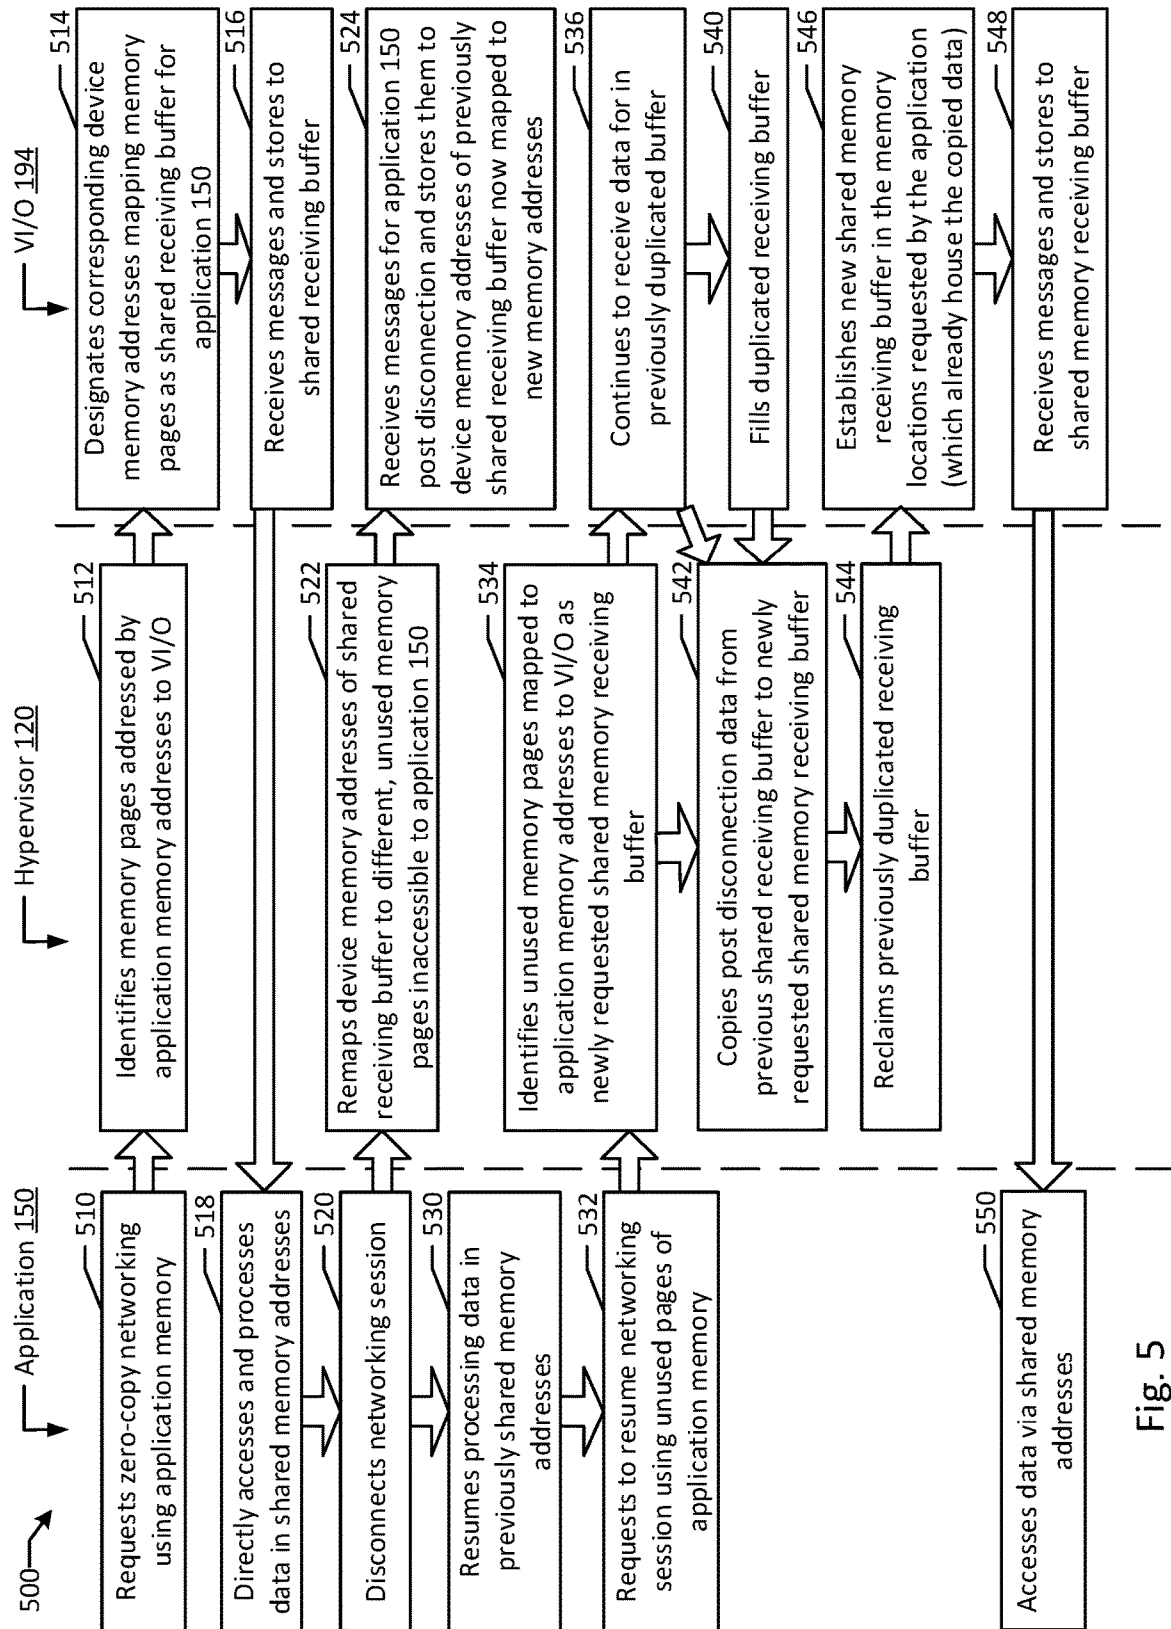 500
Application 150
Hypervisor 120
VI/O 194
510
Requests zero-copy networking
using application memory
512
Identifies memory pages addressed by
application memory addresses to VI/O
514
Designates corresponding device
memory addresses mapping memory
pages as shared receiving buffer for
application 150
516
Receives messages and stores to
shared receiving buffer
518
Directly accesses and processes
data in shared memory addresses
520
Disconnects networking session
522
Remaps device memory addresses of shared
receiving buffer to different, unused memory
pages inaccessible to application 150
524
Receives messages for application 150
post disconnection and stores them to
device memory addresses of previously
shared receiving buffer now mapped to
new memory addresses
530
Resumes processing data in
previously shared memory
addresses
532
Requests to resume networking
session using unused pages of
application memory
534
Identifies unused memory pages mapped to
application memory addresses to VI/O as
newly requested shared memory receiving
buffer
536
Continues to receive data for in
previously duplicated buffer
540
Fills duplicated receiving buffer
542
Copies post disconnection data from
previous shared receiving buffer to newly
requested shared memory receiving buffer
544
Reclaims previously duplicated receiving
buffer
546
Establishes new shared memory
receiving buffer in the memory
locations requested by the application
(which already house the copied data)
548
Receives messages and stores to
shared memory receiving buffer
550
Accesses data via shared memory
addresses
Fig. 5